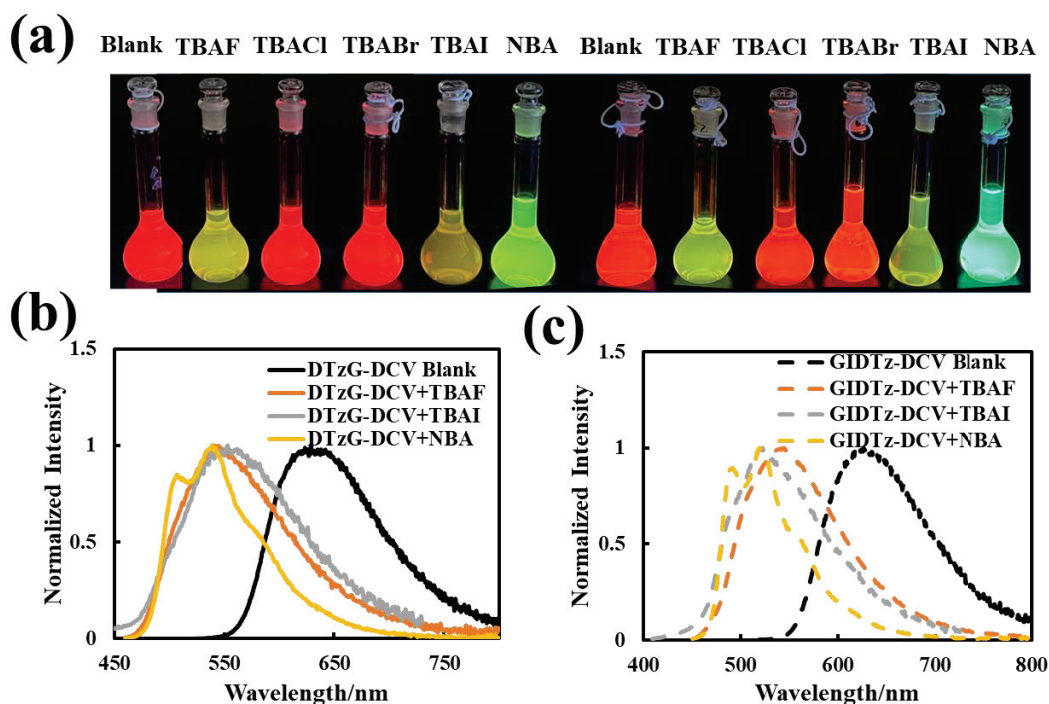 (a) Blank TBAF TBACl TBABr TBAI NBA Blank TBAF TBACl TBABr TBAI NBA
(b)
1.5
1
0.5
0
Normalized Intensity
DTzG-DCV Blank
DTzG-DCV+TBAF
DTzG-DCV+TBAI
DTzG-DCV+NBA
450 550 650 750
Wavelength/nm
(c)
1.5
1
0.5
0
Normalized Intensity
GIDTz-DCV Blank
GIDTz-DCV+TBAF
GIDTz-DCV+TBAI
GIDTz-DCV+NBA
400 500 600 700 800
Wavelength/nm